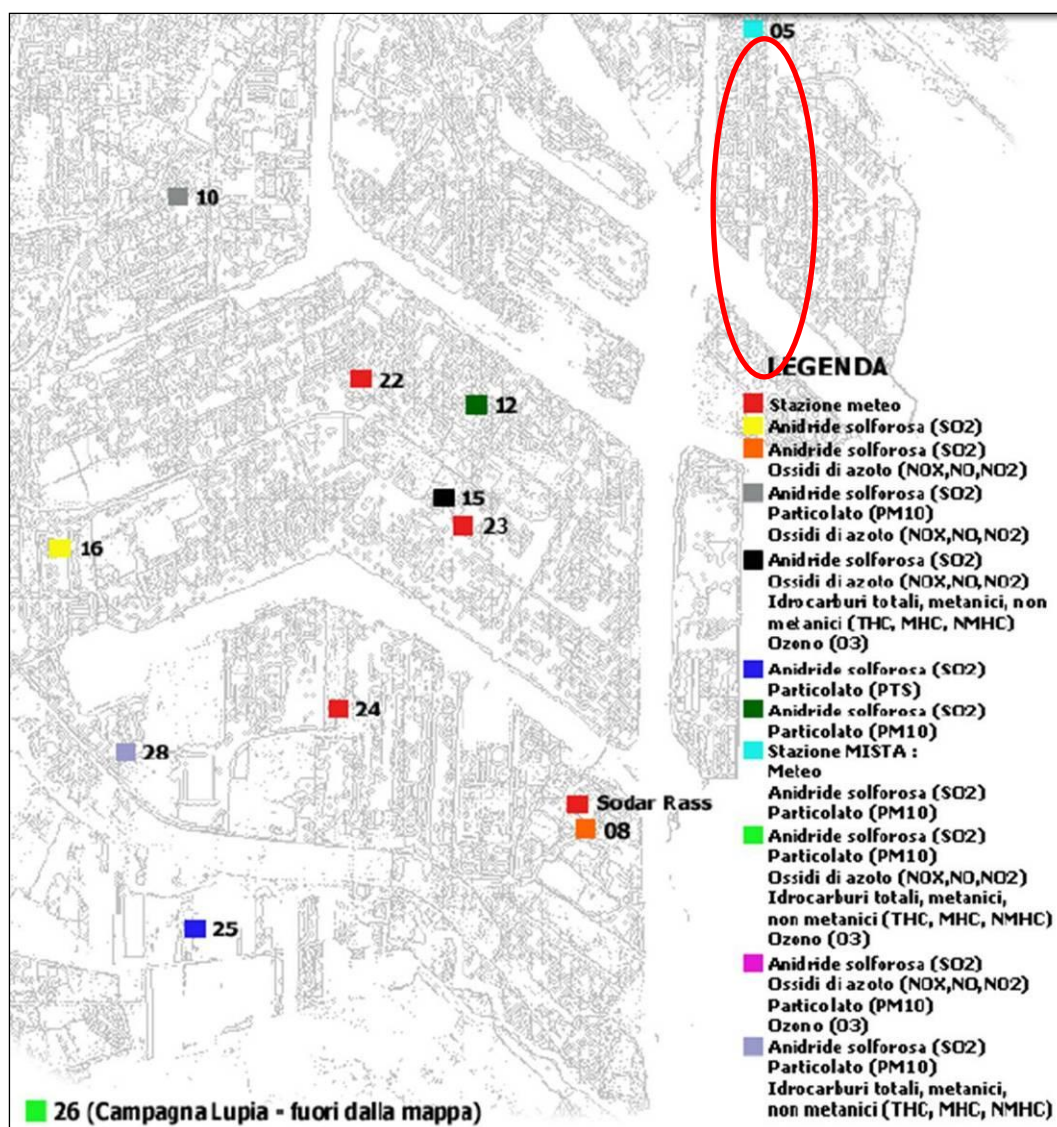 05
10
22
12
15
23
16
24
28
Sodar Rass
08
25
26 (Campagna Lupia - fuori dalla mappa)
LEGENDA
Stazione meteo
Anidride solforosa (SO2)
Anidride solforosa (SO2)
Ossidi di azoto (NOX,NO,NO2)
Anidride solforosa (SO2)
Particolato (PM10)
Ossidi di azoto (NOX,NO,NO2)
Anidride solforosa (SO2)
Ossidi di azoto (NOX,NO,NO2)
Idrocarburi totali, metanici, non
metanici (THC, MHC, NMHC)
Ozono (O3)
Anidride solforosa (SO2)
Particolato (PTS)
Anidride solforosa (SO2)
Particolato (PM10)
Stazione MISTA :
Meteo
Anidride solforosa (SO2)
Particolato (PM10)
Anidride solforosa (SO2)
Particolato (PM10)
Ossidi di azoto (NOX,NO,NO2)
Idrocarburi totali, metanici,
non metanici (THC, MHC, NMHC)
Ozono (O3)
Anidride solforosa (SO2)
Ossidi di azoto (NOX,NO,NO2)
Particolato (PM10)
Ozono (O3)
Anidride solforosa (SO2)
Particolato (PM10)
Idrocarburi totali, metanici,
non metanici (THC, MHC, NMHC)